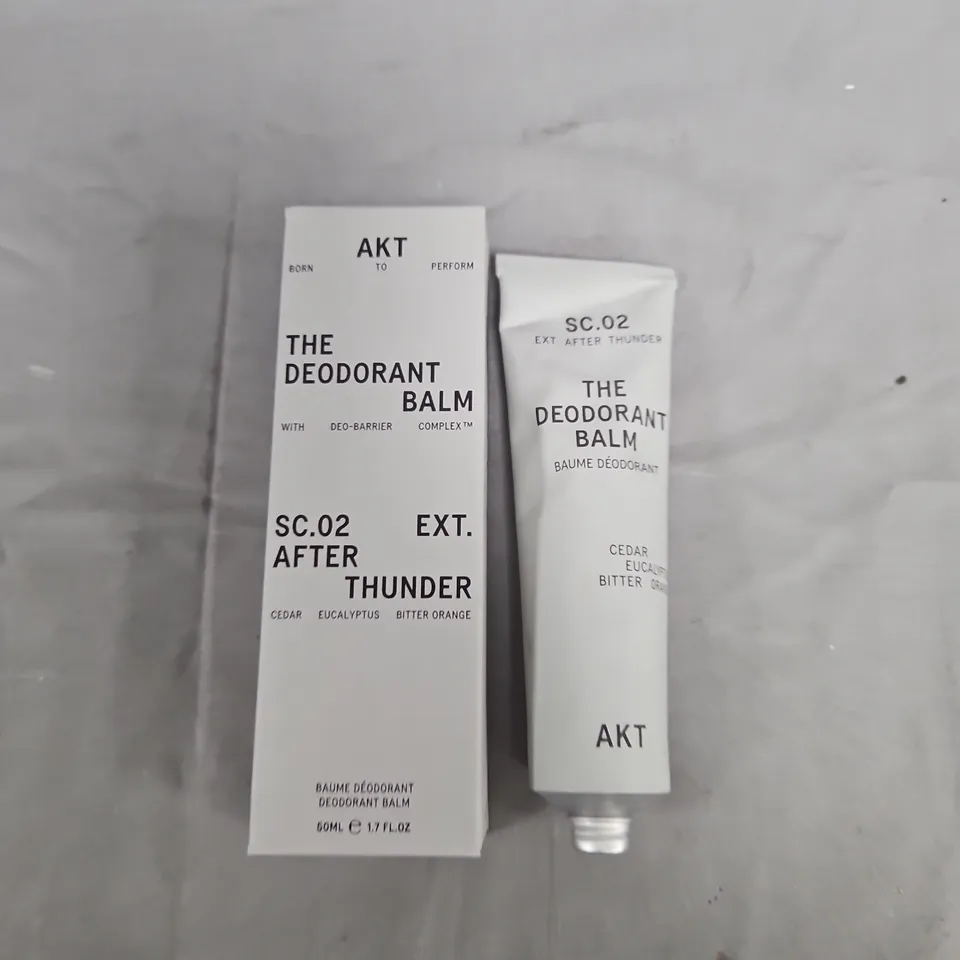 AKT
BORN TO PERFORM
THE
DEODORANT
BALM
WITH DEO-BARRIER COMPLEX™
SC.02 EXT.
AFTER
THUNDER
CEDAR EUCALYPTUS BITTER ORANGE
BAUME DÉODORANT
DEODORANT BALM
50ML ℮ 1.7 FL.OZ
SC.02
EXT AFTER THUNDER
THE
DEODORANT
BALM
BAUME DÉODORANT
CEDAR
EUCALYPTUS
BITTER ORANGE
AKT